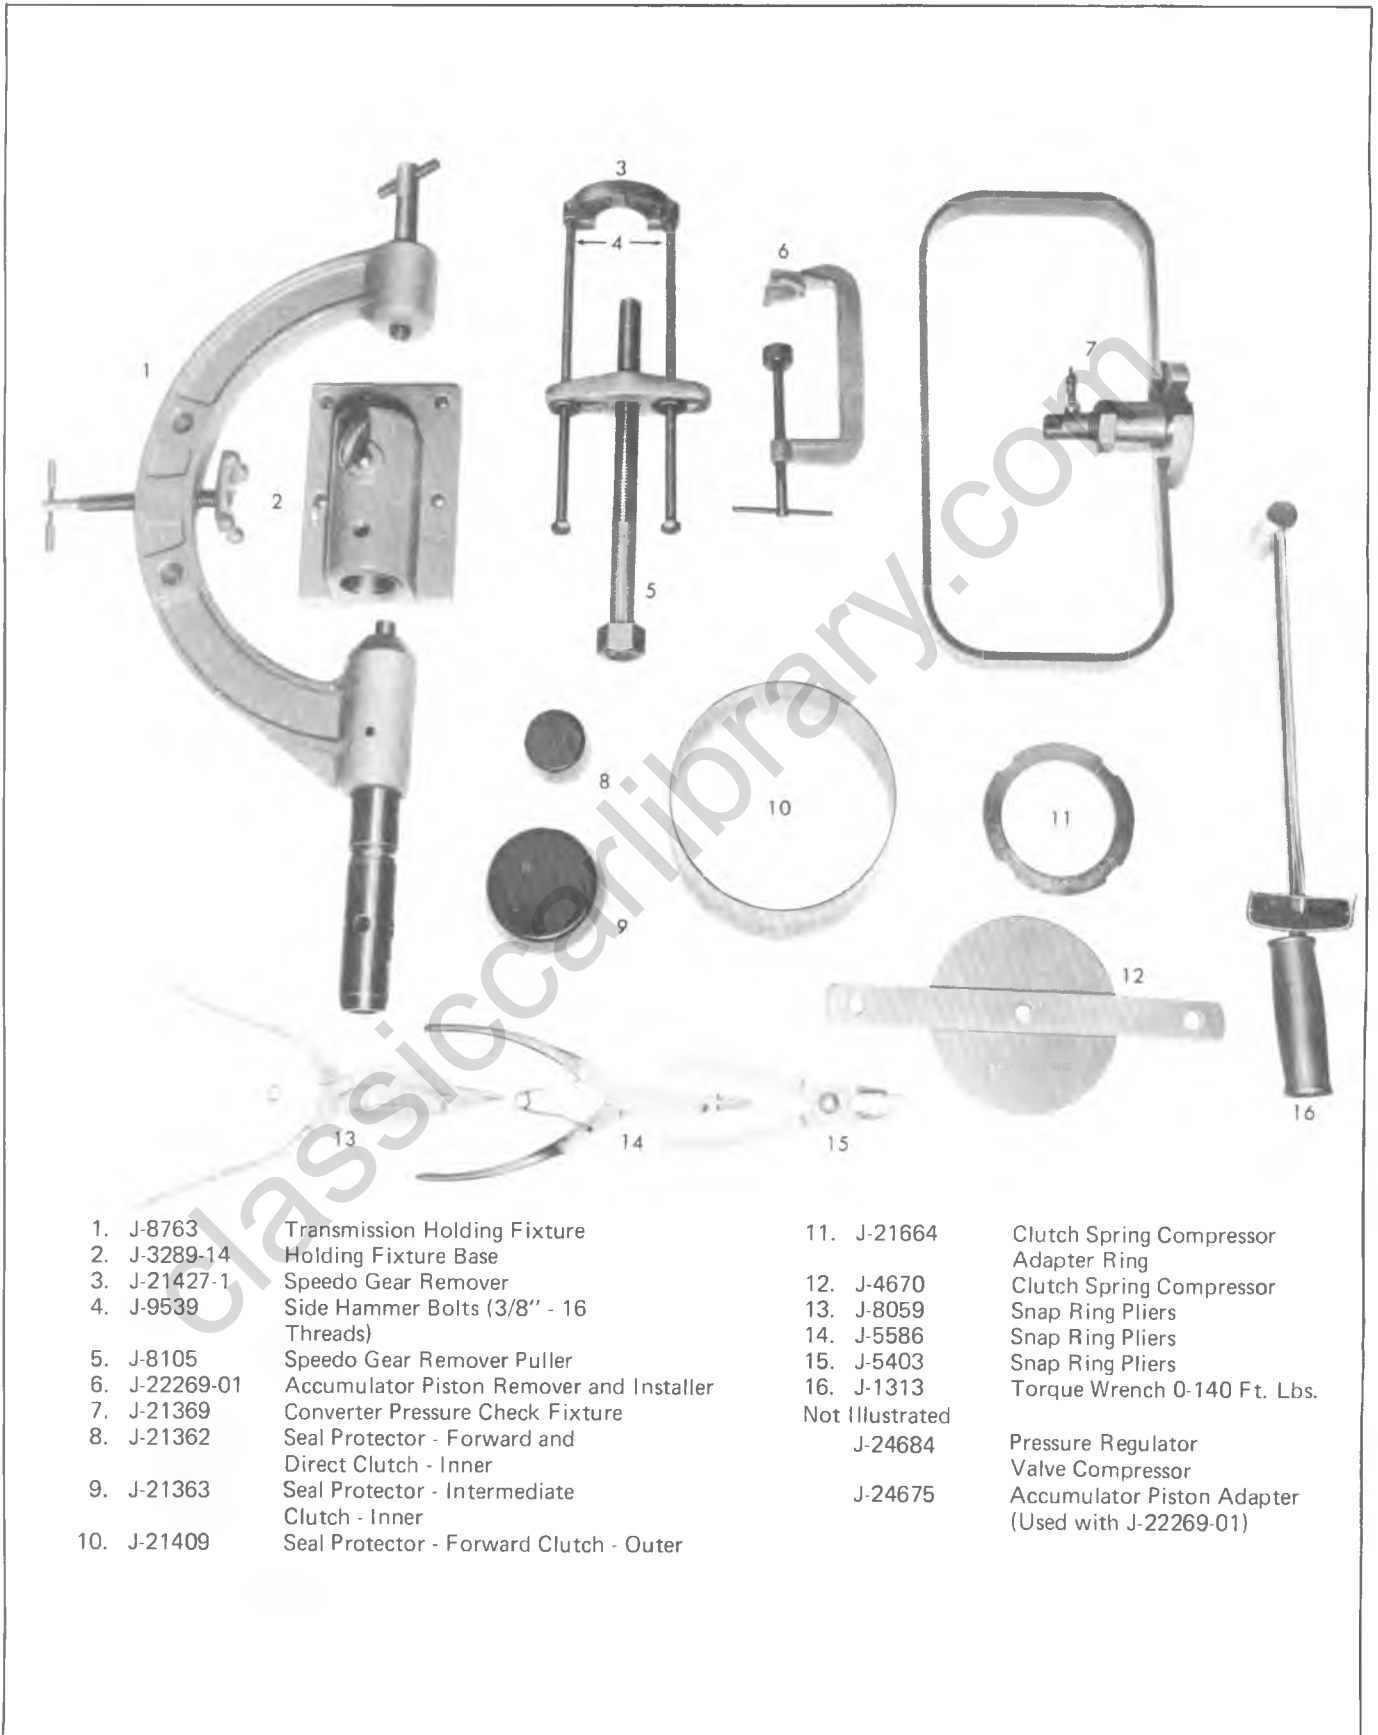 3
4
6
7
1
2
5
8
10
11
9
12
16
13
14
15
classiccarlibrary.com
1. J-8763 Transmission Holding Fixture
2. J-3289-14 Holding Fixture Base
3. J-21427-1 Speedo Gear Remover
4. J-9539 Side Hammer Bolts (3/8" - 16
Threads)
5. J-8105 Speedo Gear Remover Puller
6. J-22269-01 Accumulator Piston Remover and Installer
7. J-21369 Converter Pressure Check Fixture
8. J-21362 Seal Protector - Forward and
Direct Clutch - Inner
9. J-21363 Seal Protector - Intermediate
Clutch - Inner
10. J-21409 Seal Protector - Forward Clutch - Outer
11. J-21664 Clutch Spring Compressor
Adapter Ring
12. J-4670 Clutch Spring Compressor
13. J-8059 Snap Ring Pliers
14. J-5586 Snap Ring Pliers
15. J-5403 Snap Ring Pliers
16. J-1313 Torque Wrench 0-140 Ft. Lbs.
Not Illustrated
J-24684 Pressure Regulator
Valve Compressor
J-24675 Accumulator Piston Adapter
(Used with J-22269-01)